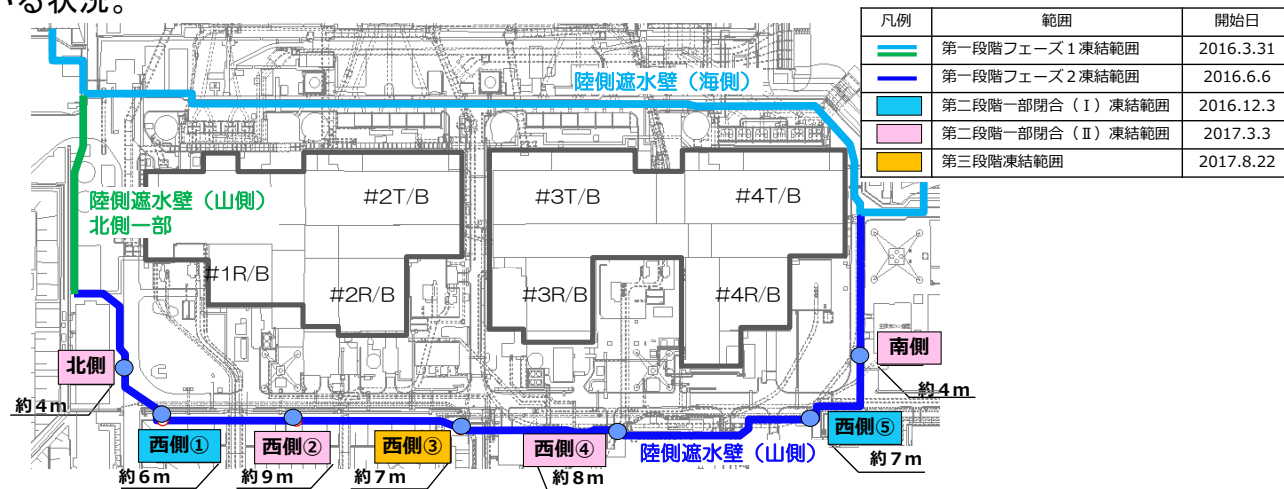 いる状況。
凡例 範囲 開始日
第一段階フェーズ1凍結範囲 2016.3.31
第一段階フェーズ2凍結範囲 2016.6.6
第二段階一部閉合（Ⅰ）凍結範囲 2016.12.3
第二段階一部閉合（Ⅱ）凍結範囲 2017.3.3
第三段階凍結範囲 2017.8.22
陸側遮水壁（海側）
陸側遮水壁（山側）
北側一部
#2T/B
#3T/B
#4T/B
#1R/B
#2R/B
#3R/B
#4R/B
北側
約4m
南側
約4m
西側①
約6m
西側②
約9m
西側③
約7m
西側④
約8m
陸側遮水壁（山側）
西側⑤
約7m